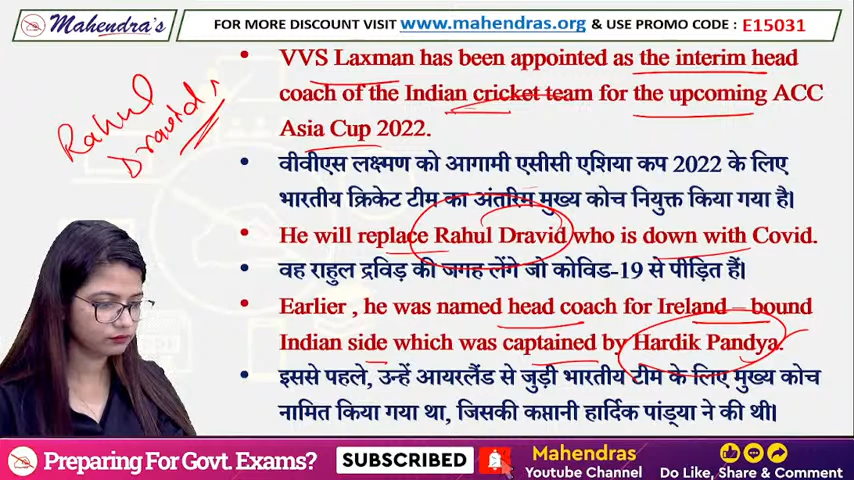 Mahendra's
FOR MORE DISCOUNT VISIT www.mahendras.org & USE PROMO CODE : E15031
Rahul
Dravid
• VVS Laxman has been appointed as the interim head
coach of the Indian cricket team for the upcoming ACC
Asia Cup 2022.
• वीवीएस लक्ष्मण को आगामी एसीसी एशिया कप 2022 के लिए
भारतीय क्रिकेट टीम का अंतरिम मुख्य कोच नियुक्त किया गया है।
• He will replace Rahul Dravid who is down with Covid.
• वह राहुल द्रविड़ की जगह लेंगे जो कोविड-19 से पीड़ित हैं।
• Earlier , he was named head coach for Ireland – bound
Indian side which was captained by Hardik Pandya.
• इससे पहले, उन्हें आयरलैंड से जुड़ी भारतीय टीम के लिए मुख्य कोच
नामित किया गया था, जिसकी कप्तानी हार्दिक पांड्या ने की थी।
Preparing For Govt. Exams?
SUBSCRIBED
Mahendras
Youtube Channel
Do Like, Share & Comment